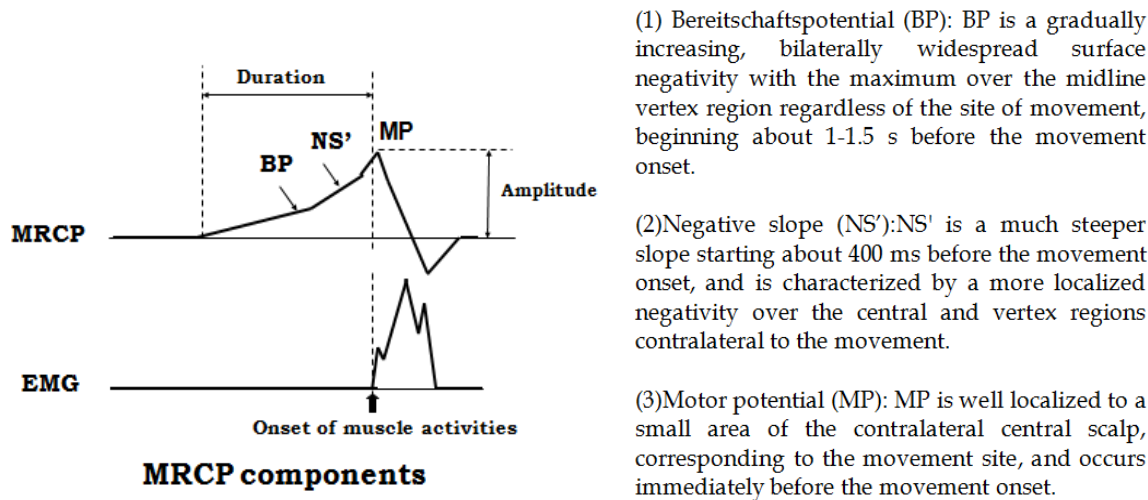 Duration
MP
NS’
BP
Amplitude
MRCP
EMG
Onset of muscle activities
MRCP components
(1) Bereitschaftspotential (BP): BP is a gradually
increasing, bilaterally widespread surface
negativity with the maximum over the midline
vertex region regardless of the site of movement,
beginning about 1-1.5 s before the movement
onset.
(2)Negative slope (NS’):NS' is a much steeper
slope starting about 400 ms before the movement
onset, and is characterized by a more localized
negativity over the central and vertex regions
contralateral to the movement.
(3)Motor potential (MP): MP is well localized to a
small area of the contralateral central scalp,
corresponding to the movement site, and occurs
immediately before the movement onset.